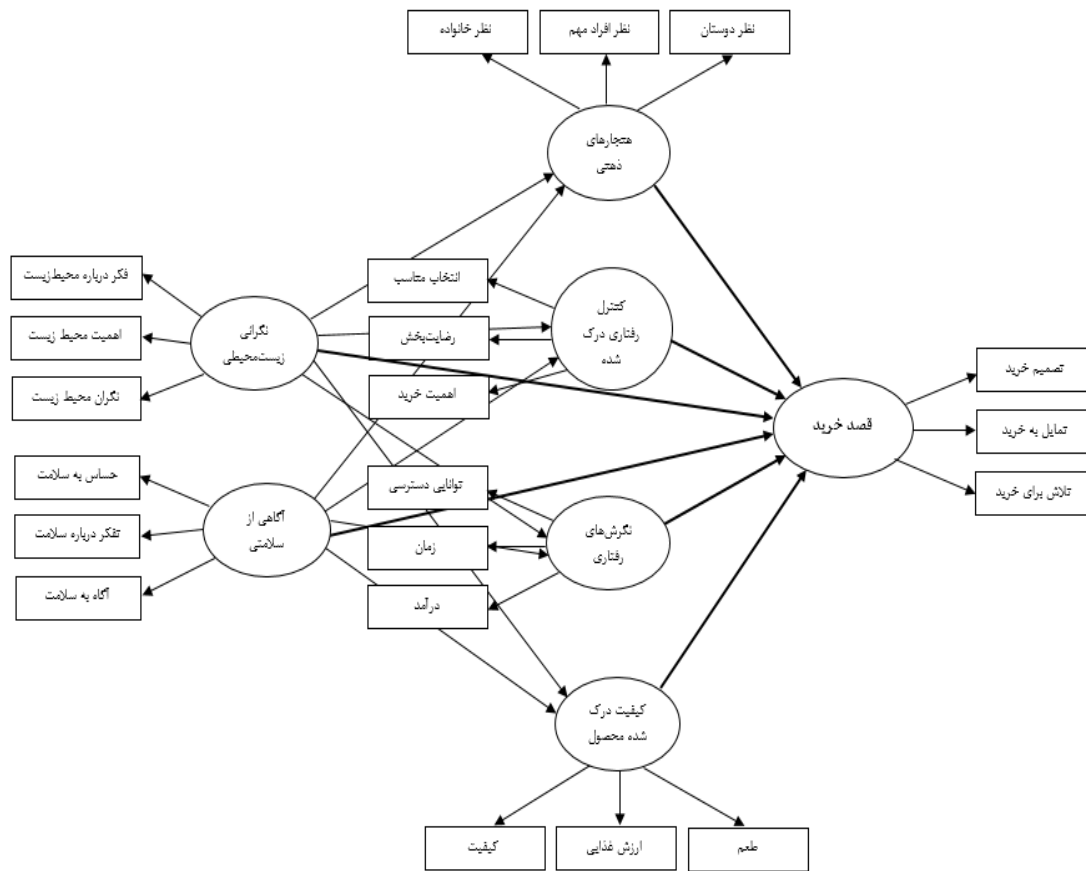 نظر دوستان
نظر افراد مهم
نظر خانواده
هنجارهای
ذهنی
فکر درباره محیط‌زیست
اهمیت محیط زیست
نگران محیط زیست
نگرانی
زیست‌محیطی
انتخاب مناسب
رضایت‌بخش
اهمیت خرید
کنترل
رفتاری درک
شده
تصمیم خرید
تمایل به خرید
تلاش برای خرید
قصد خرید
حساس به سلامت
تفکر درباره سلامت
آگاه به سلامت
آگاهی از
سلامتی
توانایی دسترسی
زمان
درآمد
نگرش‌های
رفتاری
کیفیت درک
شده محصول
طعم
ارزش غذایی
کیفیت